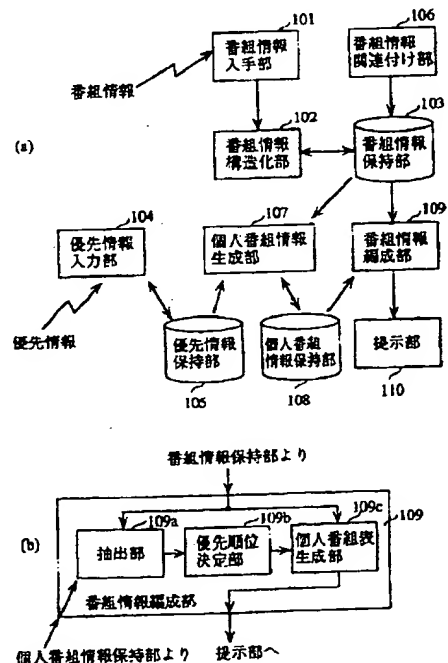 101
番組情報
入手部
106
番組情報
関連付け部
番組情報
103
(a)
102
番組情報
構造化部
番組情報
保持部
104
優先情報
入力部
107
個人番組情報
生成部
109
番組情報
編成部
優先情報
優先情報
保持部
105
個人番組
情報保持部
108
提示部
110
番組情報保持部より
(b)
109a
抽出部
109b
優先順位
決定部
109c
個人番組表
生成部
109
番組情報編成部
個人番組情報保持部より
提示部へ